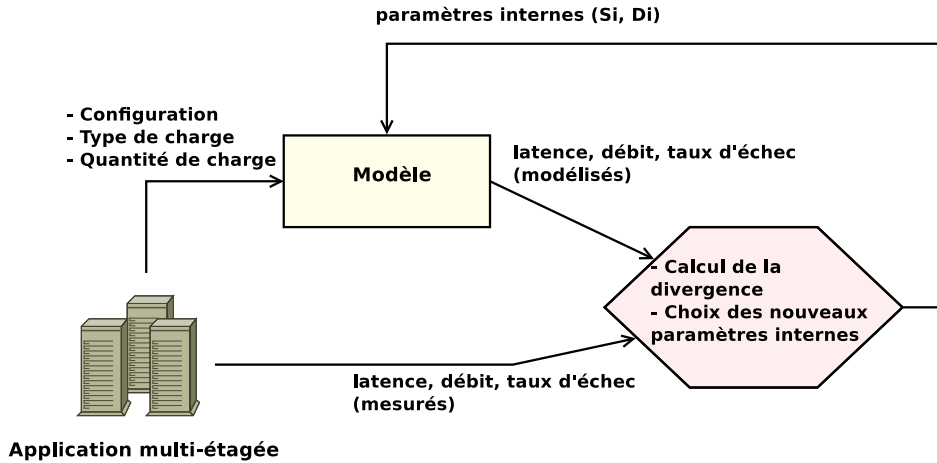 paramètres internes (Si, Di)
- Configuration
- Type de charge
- Quantité de charge
Modèle
latence, débit, taux d'échec
(modélisés)
- Calcul de la
divergence
- Choix des nouveaux
paramètres internes
latence, débit, taux d'échec
(mesurés)
Application multi-étagée